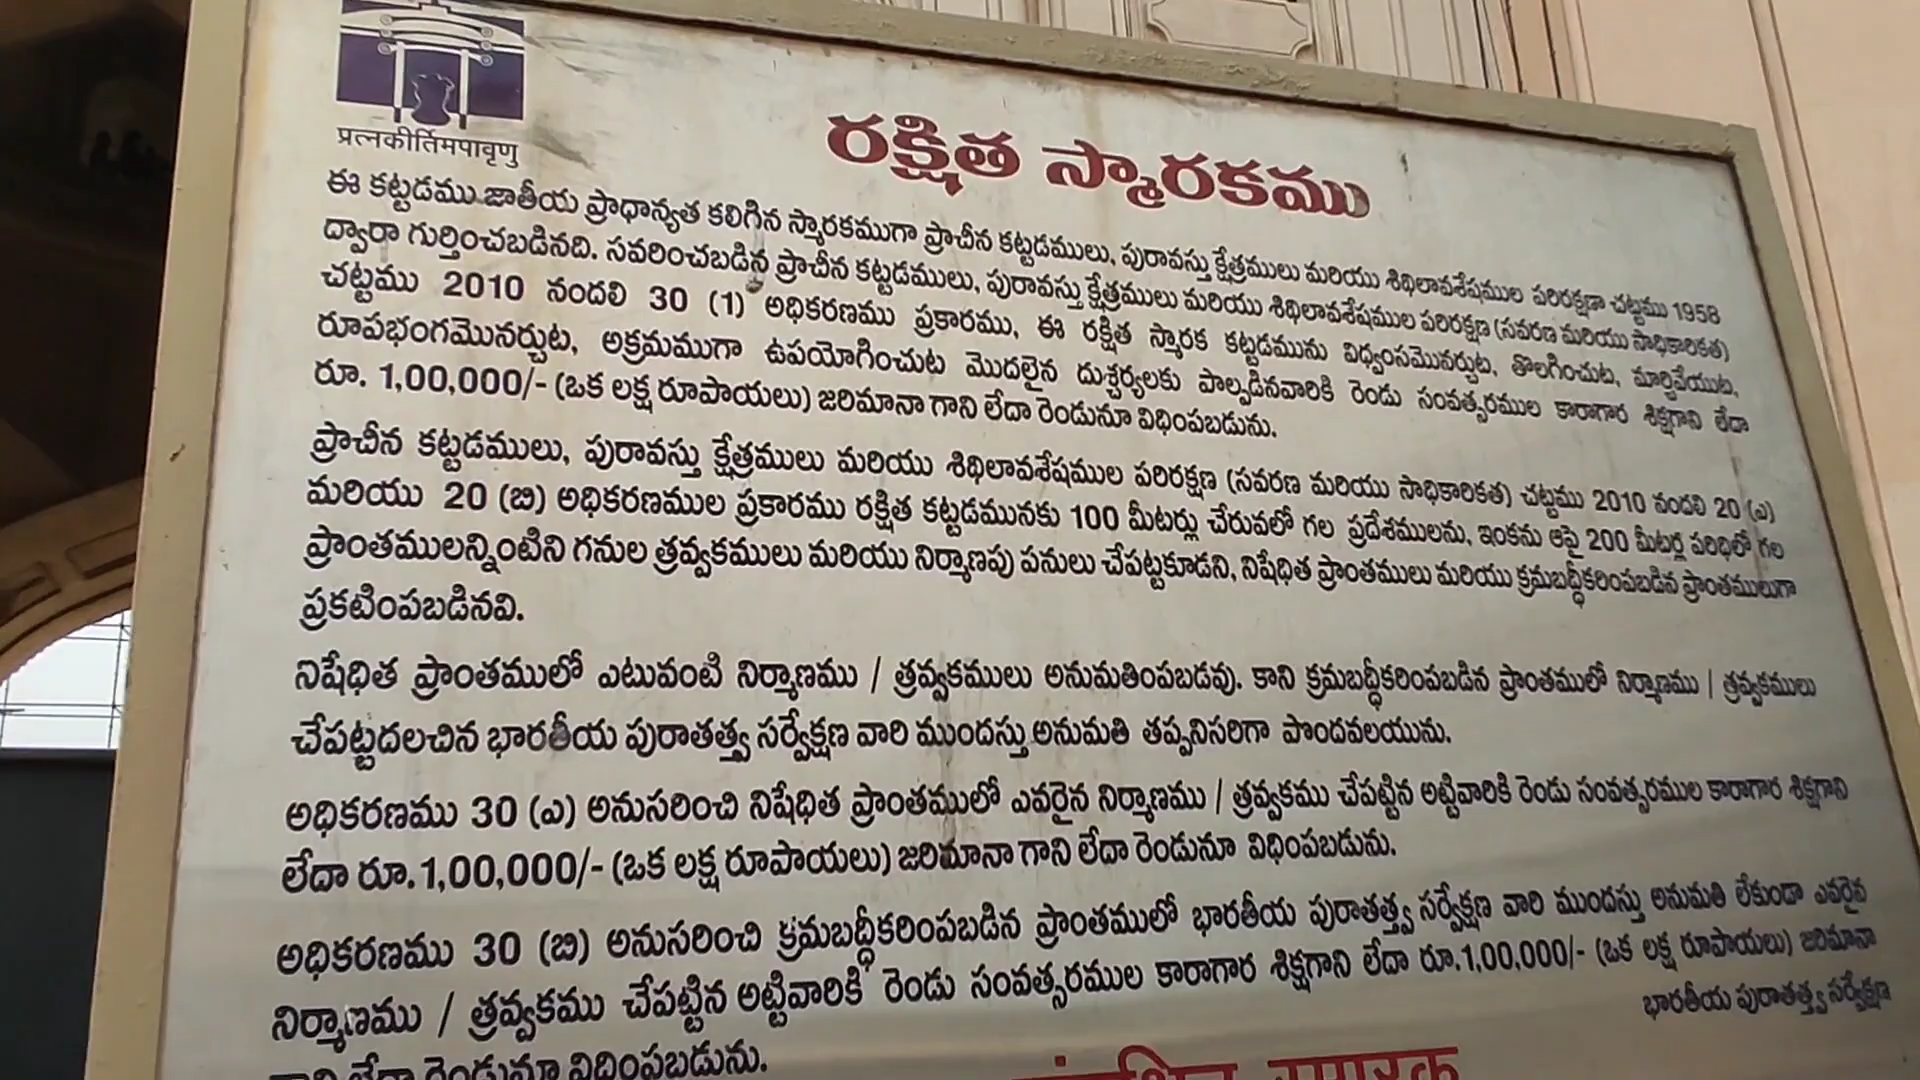 प्रत्नकीर्तिमपावृणु
రక్షిత స్మారకము
ఈ కట్టడము జాతీయ ప్రాధాన్యత కలిగిన స్మారకముగా ప్రాచీన కట్టడములు, పురావస్తు క్షేత్రములు మరియు శిథిలావశేషముల పరిరక్షణా చట్టము 1958
ద్వారా గుర్తించబడినది. సవరించబడిన ప్రాచీన కట్టడములు, పురావస్తు క్షేత్రములు మరియు శిథిలావశేషముల పరిరక్షణ (సవరణ మరియు సాధికారికత)
చట్టము 2010 నందలి 30 (1) అధికరణము ప్రకారము, ఈ రక్షిత స్మారక కట్టడమును విధ్వంసమొనర్చుట, తొలగించుట, మార్చివేయుట,
రూపభంగమొనర్చుట, అక్రమముగా ఉపయోగించుట మొదలైన దుశ్చర్యలకు పాల్పడినవారికి రెండు సంవత్సరముల కారాగార శిక్షగాని లేదా
రూ. 1,00,000/- (ఒక లక్ష రూపాయలు) జరిమానా గాని లేదా రెండునూ విధింపబడును.
ప్రాచీన కట్టడములు, పురావస్తు క్షేత్రములు మరియు శిథిలావశేషముల పరిరక్షణ (సవరణ మరియు సాధికారికత) చట్టము 2010 నందలి 20 (ఎ)
మరియు 20 (బి) అధికరణముల ప్రకారము రక్షిత కట్టడమునకు 100 మీటర్లు చేరువలో గల ప్రదేశములను, ఇంకను ఆపై 200 మీటర్ల పరిధిలో గల
ప్రాంతములన్నింటిని గనుల త్రవ్వకములు మరియు నిర్మాణపు పనులు చేపట్టకూడని, నిషేధిత ప్రాంతములు మరియు క్రమబద్ధీకరింపబడిన ప్రాంతములుగా
ప్రకటింపబడినవి.
నిషేధిత ప్రాంతములో ఎటువంటి నిర్మాణము / త్రవ్వకములు అనుమతింపబడవు. కాని క్రమబద్ధీకరింపబడిన ప్రాంతములో నిర్మాణము / త్రవ్వకములు
చేపట్టదలచిన భారతీయ పురాతత్త్వ సర్వేక్షణ వారి ముందస్తు అనుమతి తప్పనిసరిగా పొందవలయును.
అధికరణము 30 (ఎ) అనుసరించి నిషేధిత ప్రాంతములో ఎవరైన నిర్మాణము / త్రవ్వకము చేపట్టిన అట్టివారికి రెండు సంవత్సరముల కారాగార శిక్షగాని
లేదా రూ. 1,00,000/- (ఒక లక్ష రూపాయలు) జరిమానా గాని లేదా రెండునూ విధింపబడును.
అధికరణము 30 (బి) అనుసరించి క్రమబద్ధీకరింపబడిన ప్రాంతములో భారతీయ పురాతత్త్వ సర్వేక్షణ వారి ముందస్తు అనుమతి లేకుండా ఎవరైన
నిర్మాణము / త్రవ్వకము చేపట్టిన అట్టివారికి రెండు సంవత్సరముల కారాగార శిక్షగాని లేదా రూ.1,00,000/- (ఒక లక్ష రూపాయలు) జరిమానా
గాని లేదా రెండునూ విధింపబడును.
భారతీయ పురాతత్త్వ సర్వేక్షణ